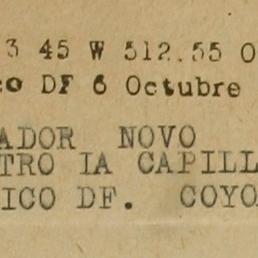 3 45 W 512.55 O
co DF 6 Octubre
ADOR NOVO
TRO IA CAPILL
ICO DF. COYO